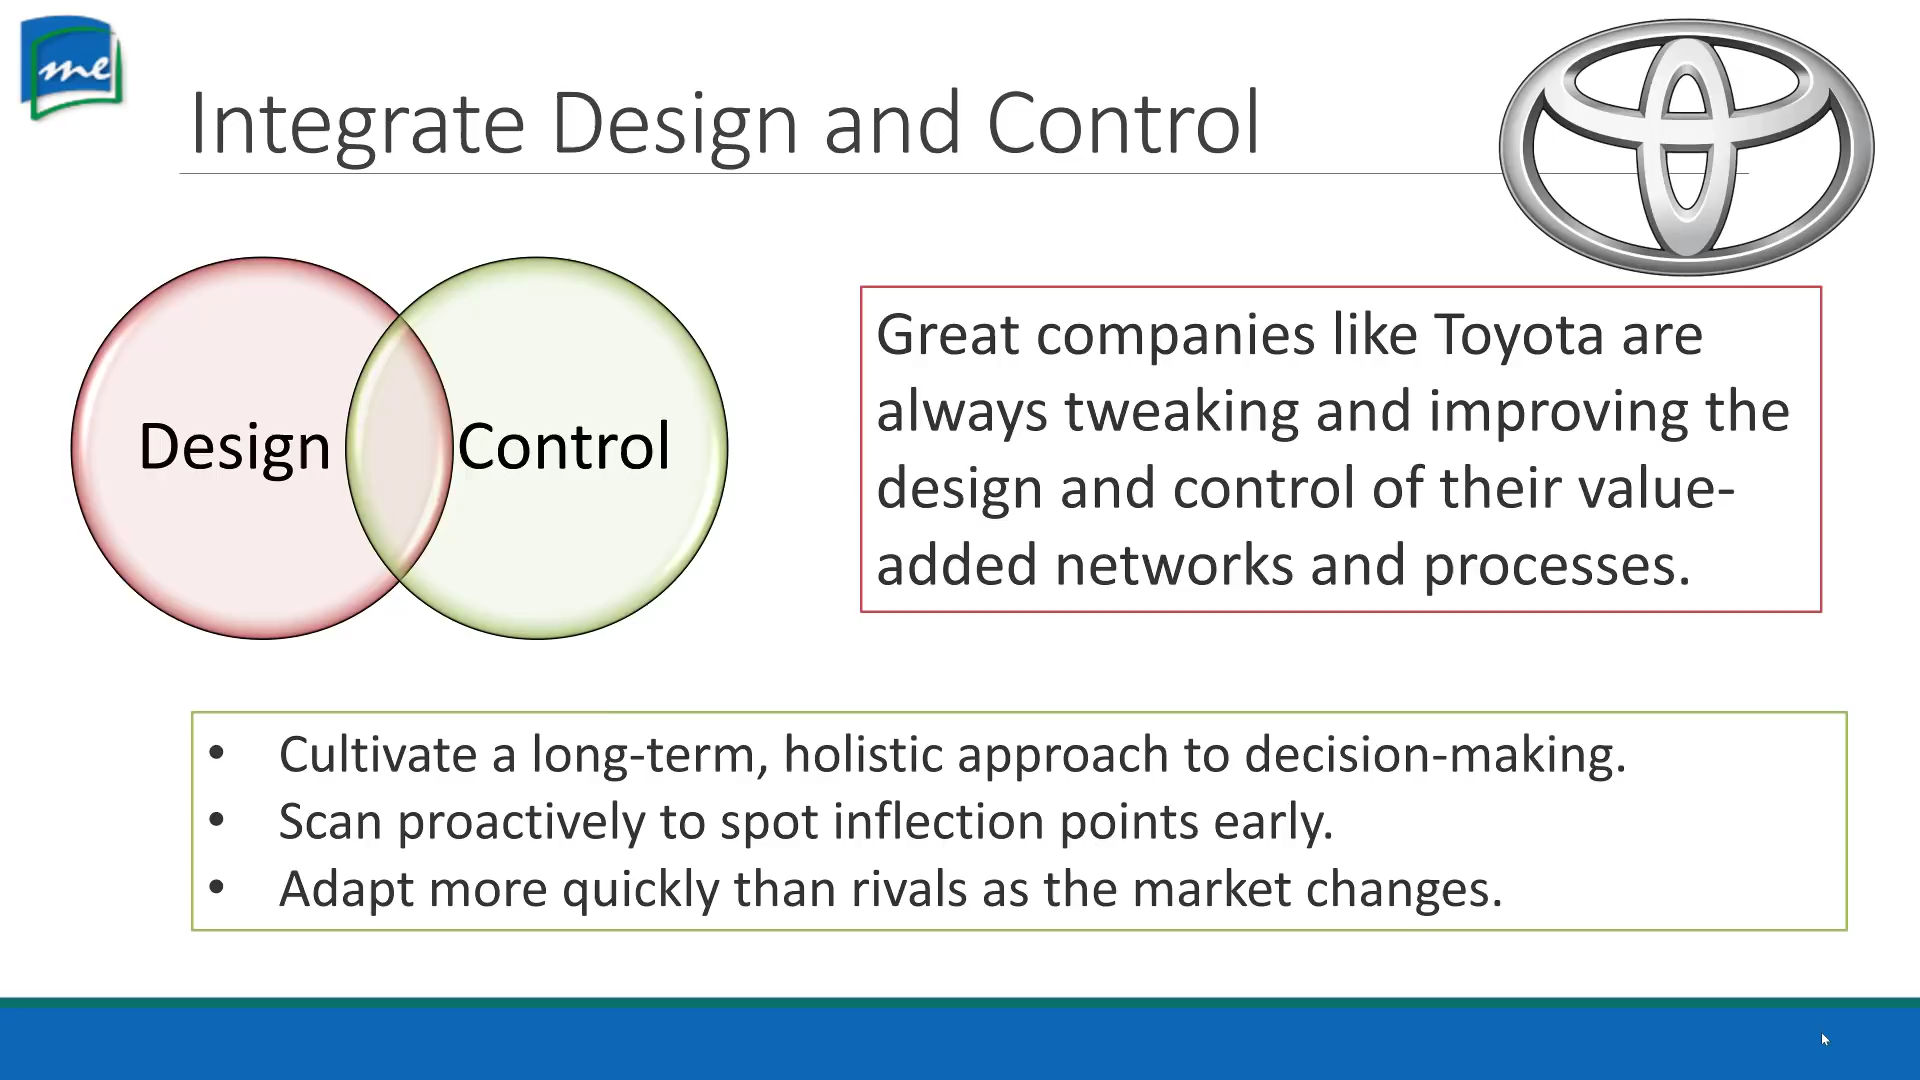 me
Integrate Design and Control
Design
Control
Great companies like Toyota are
always tweaking and improving the
design and control of their value-
added networks and processes.
• Cultivate a long-term, holistic approach to decision-making.
• Scan proactively to spot inflection points early.
• Adapt more quickly than rivals as the market changes.